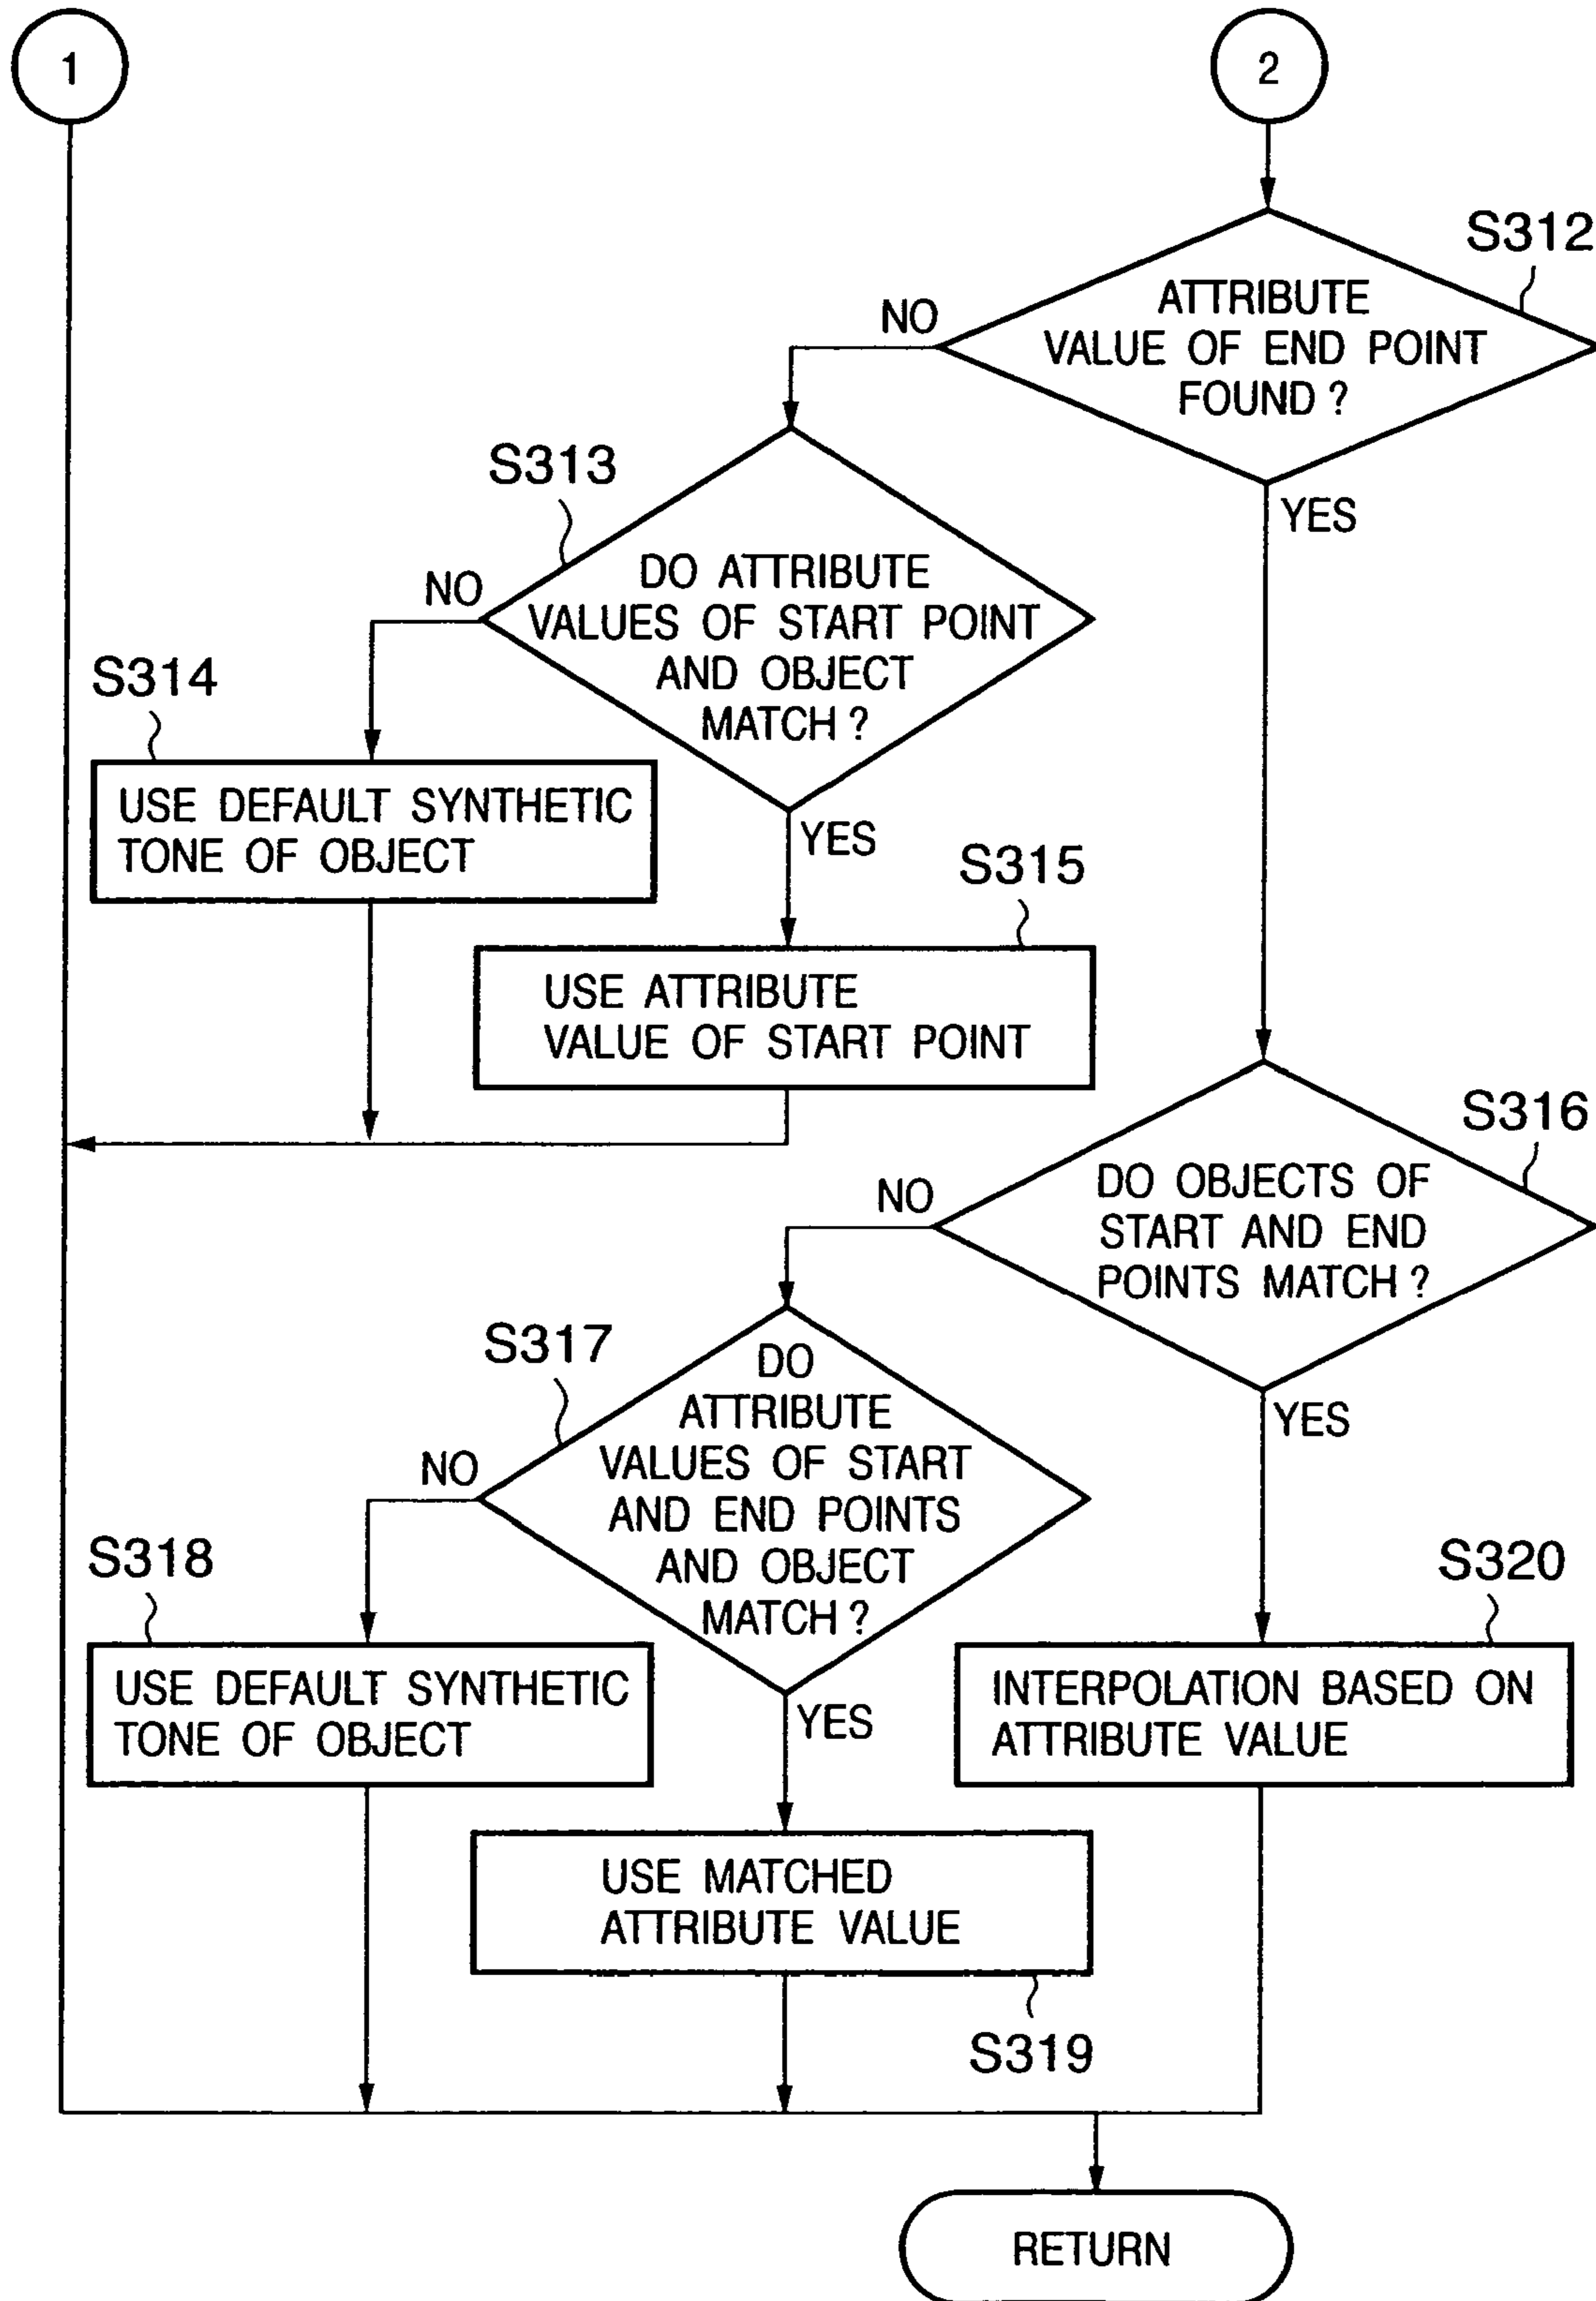 1
2
S312
ATTRIBUTE
VALUE OF END POINT
FOUND ?
NO
YES
S313
DO ATTRIBUTE
VALUES OF START POINT
AND OBJECT
MATCH ?
NO
YES
S314
USE DEFAULT SYNTHETIC
TONE OF OBJECT
S315
USE ATTRIBUTE
VALUE OF START POINT
S316
DO OBJECTS OF
START AND END
POINTS MATCH ?
NO
YES
S317
DO
ATTRIBUTE
VALUES OF START
AND END POINTS
AND OBJECT
MATCH ?
NO
YES
S318
USE DEFAULT SYNTHETIC
TONE OF OBJECT
S320
INTERPOLATION BASED ON
ATTRIBUTE VALUE
USE MATCHED
ATTRIBUTE VALUE
S319
RETURN